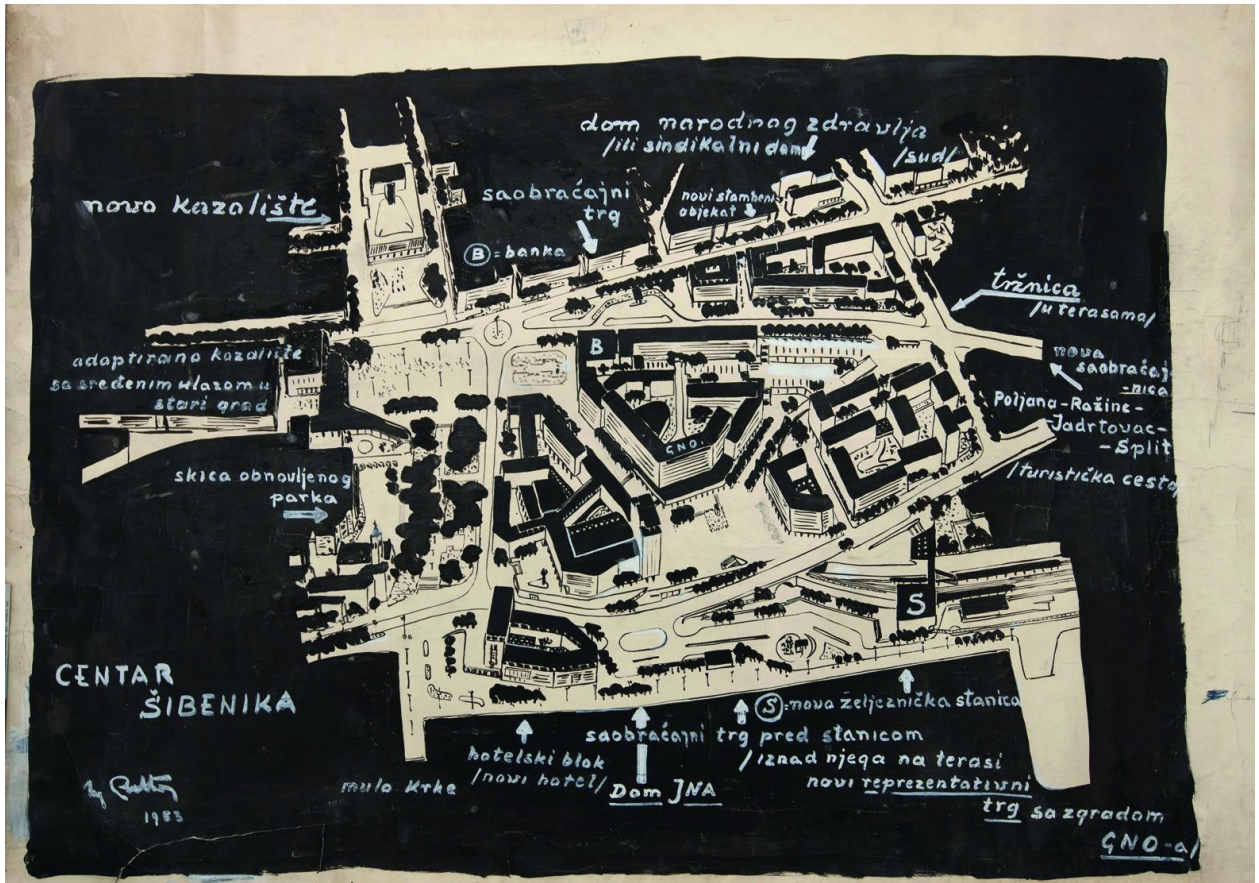 dom narodnog zdravlja
/ili sindikalni dom/
/sud/
novo kazalište
saobraćajni
trg
novi stambeni
objekat
B = banka
tržnica
/u terasama/
adaptirano kazalište
sa sređenim ulazom u
stari grad
B
nova
saobraćaj-
-nica
Poljana-Ražine-
-Jadrtovac-
-Split
/turistička cesta/
GNO.
skica obnovljenog
parka
S
CENTAR
ŠIBENIKA
S = nova željeznička stanica
saobraćajni trg pred stanicom
hotelski blok
/novi hotel/
/iznad njega na terasi
novi reprezentativni
trg sa zgradom
GNO-a/
mulo Krke
Dom JNA
1953